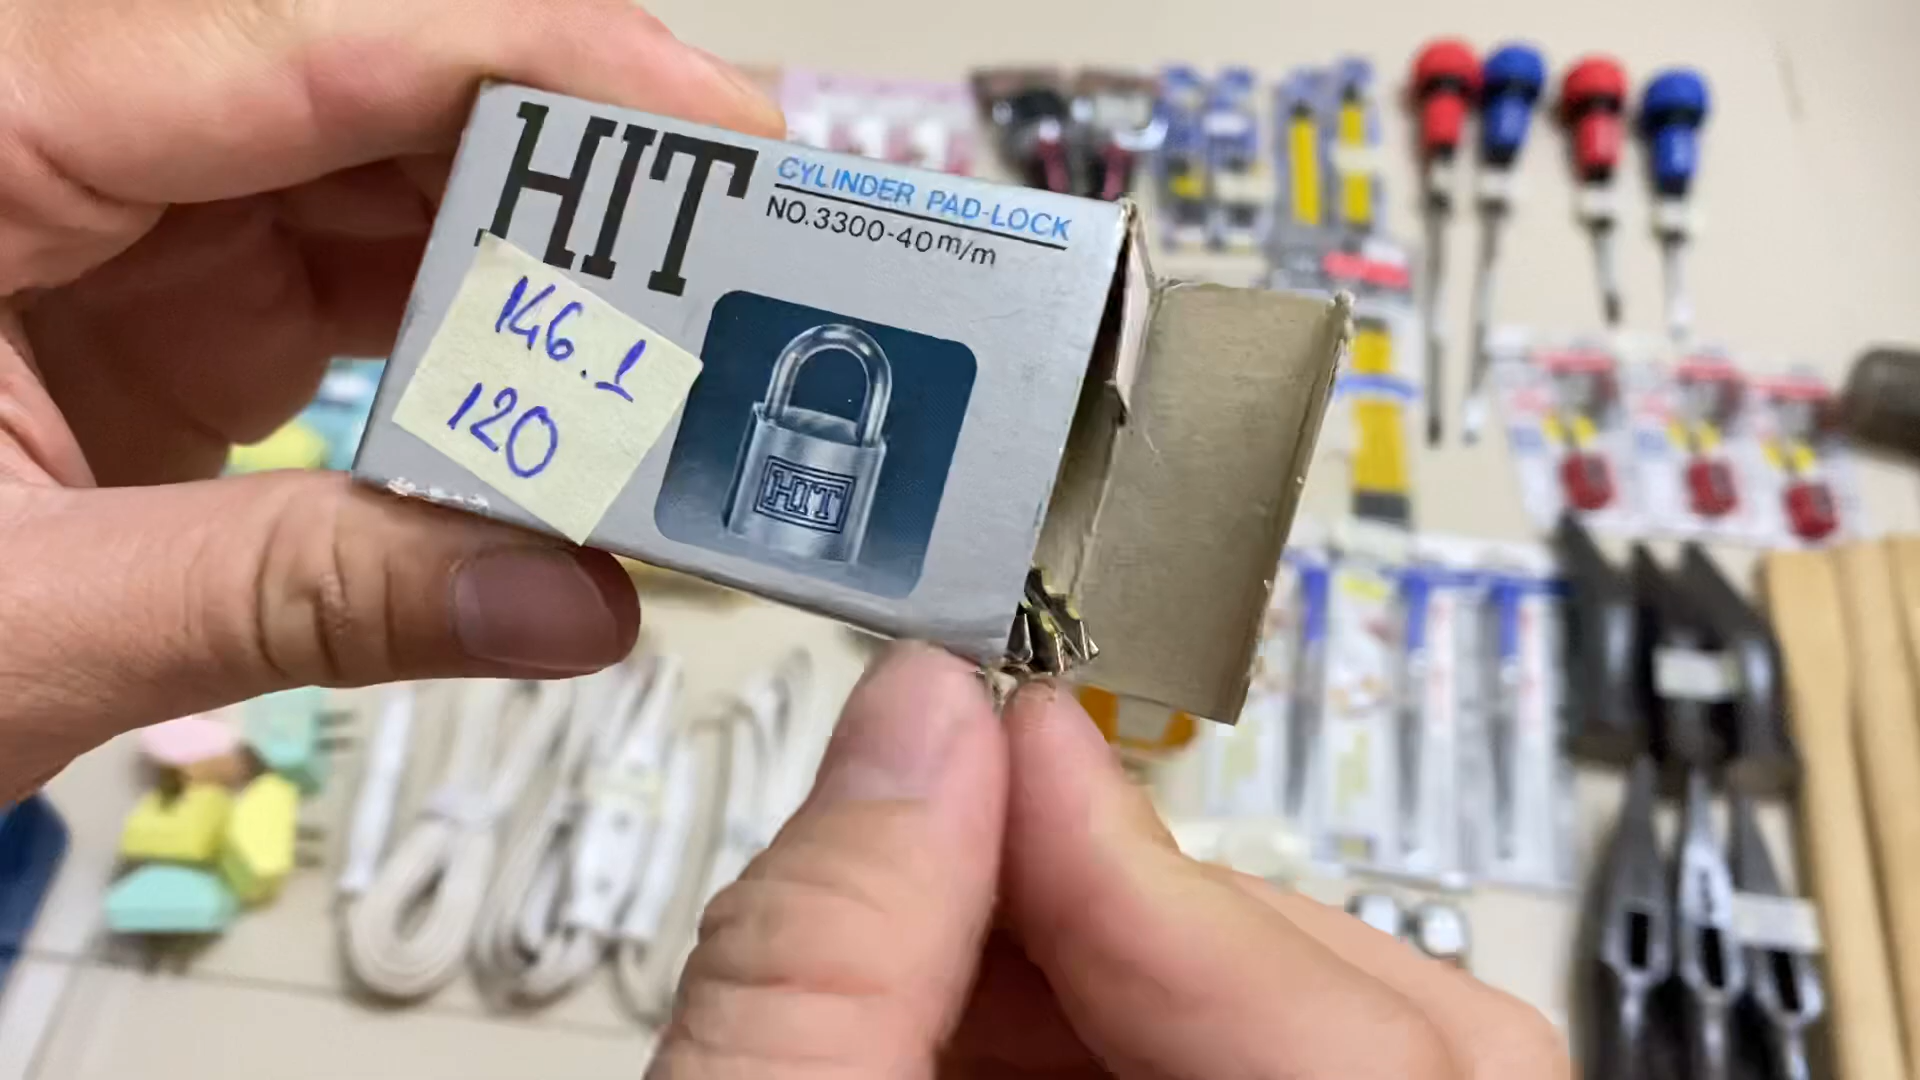 HIT
CYLINDER PAD-LOCK
NO.3300-40m/m
146.1
120
HIT